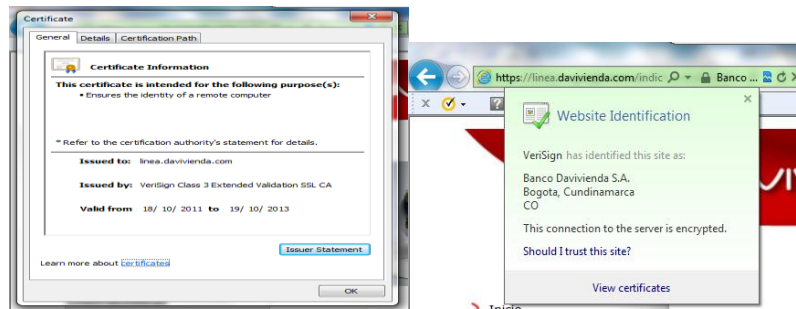 Certificate
General Details Certification Path
Certificate Information
This certificate is intended for the following purpose(s):
• Ensures the identity of a remote computer
* Refer to the certification authority's statement for details.
Issued to: linea.davivienda.com
Issued by: VeriSign Class 3 Extended Validation SSL CA
Valid from 18/ 10/ 2011 to 19/ 10/ 2013
Issuer Statement
Learn more about certificates
OK
https://linea.davivienda.com/indic Banco ...
x
Website Identification
VeriSign has identified this site as:
Banco Davivienda S.A.
Bogota, Cundinamarca
CO
This connection to the server is encrypted.
Should I trust this site?
View certificates
Inicio